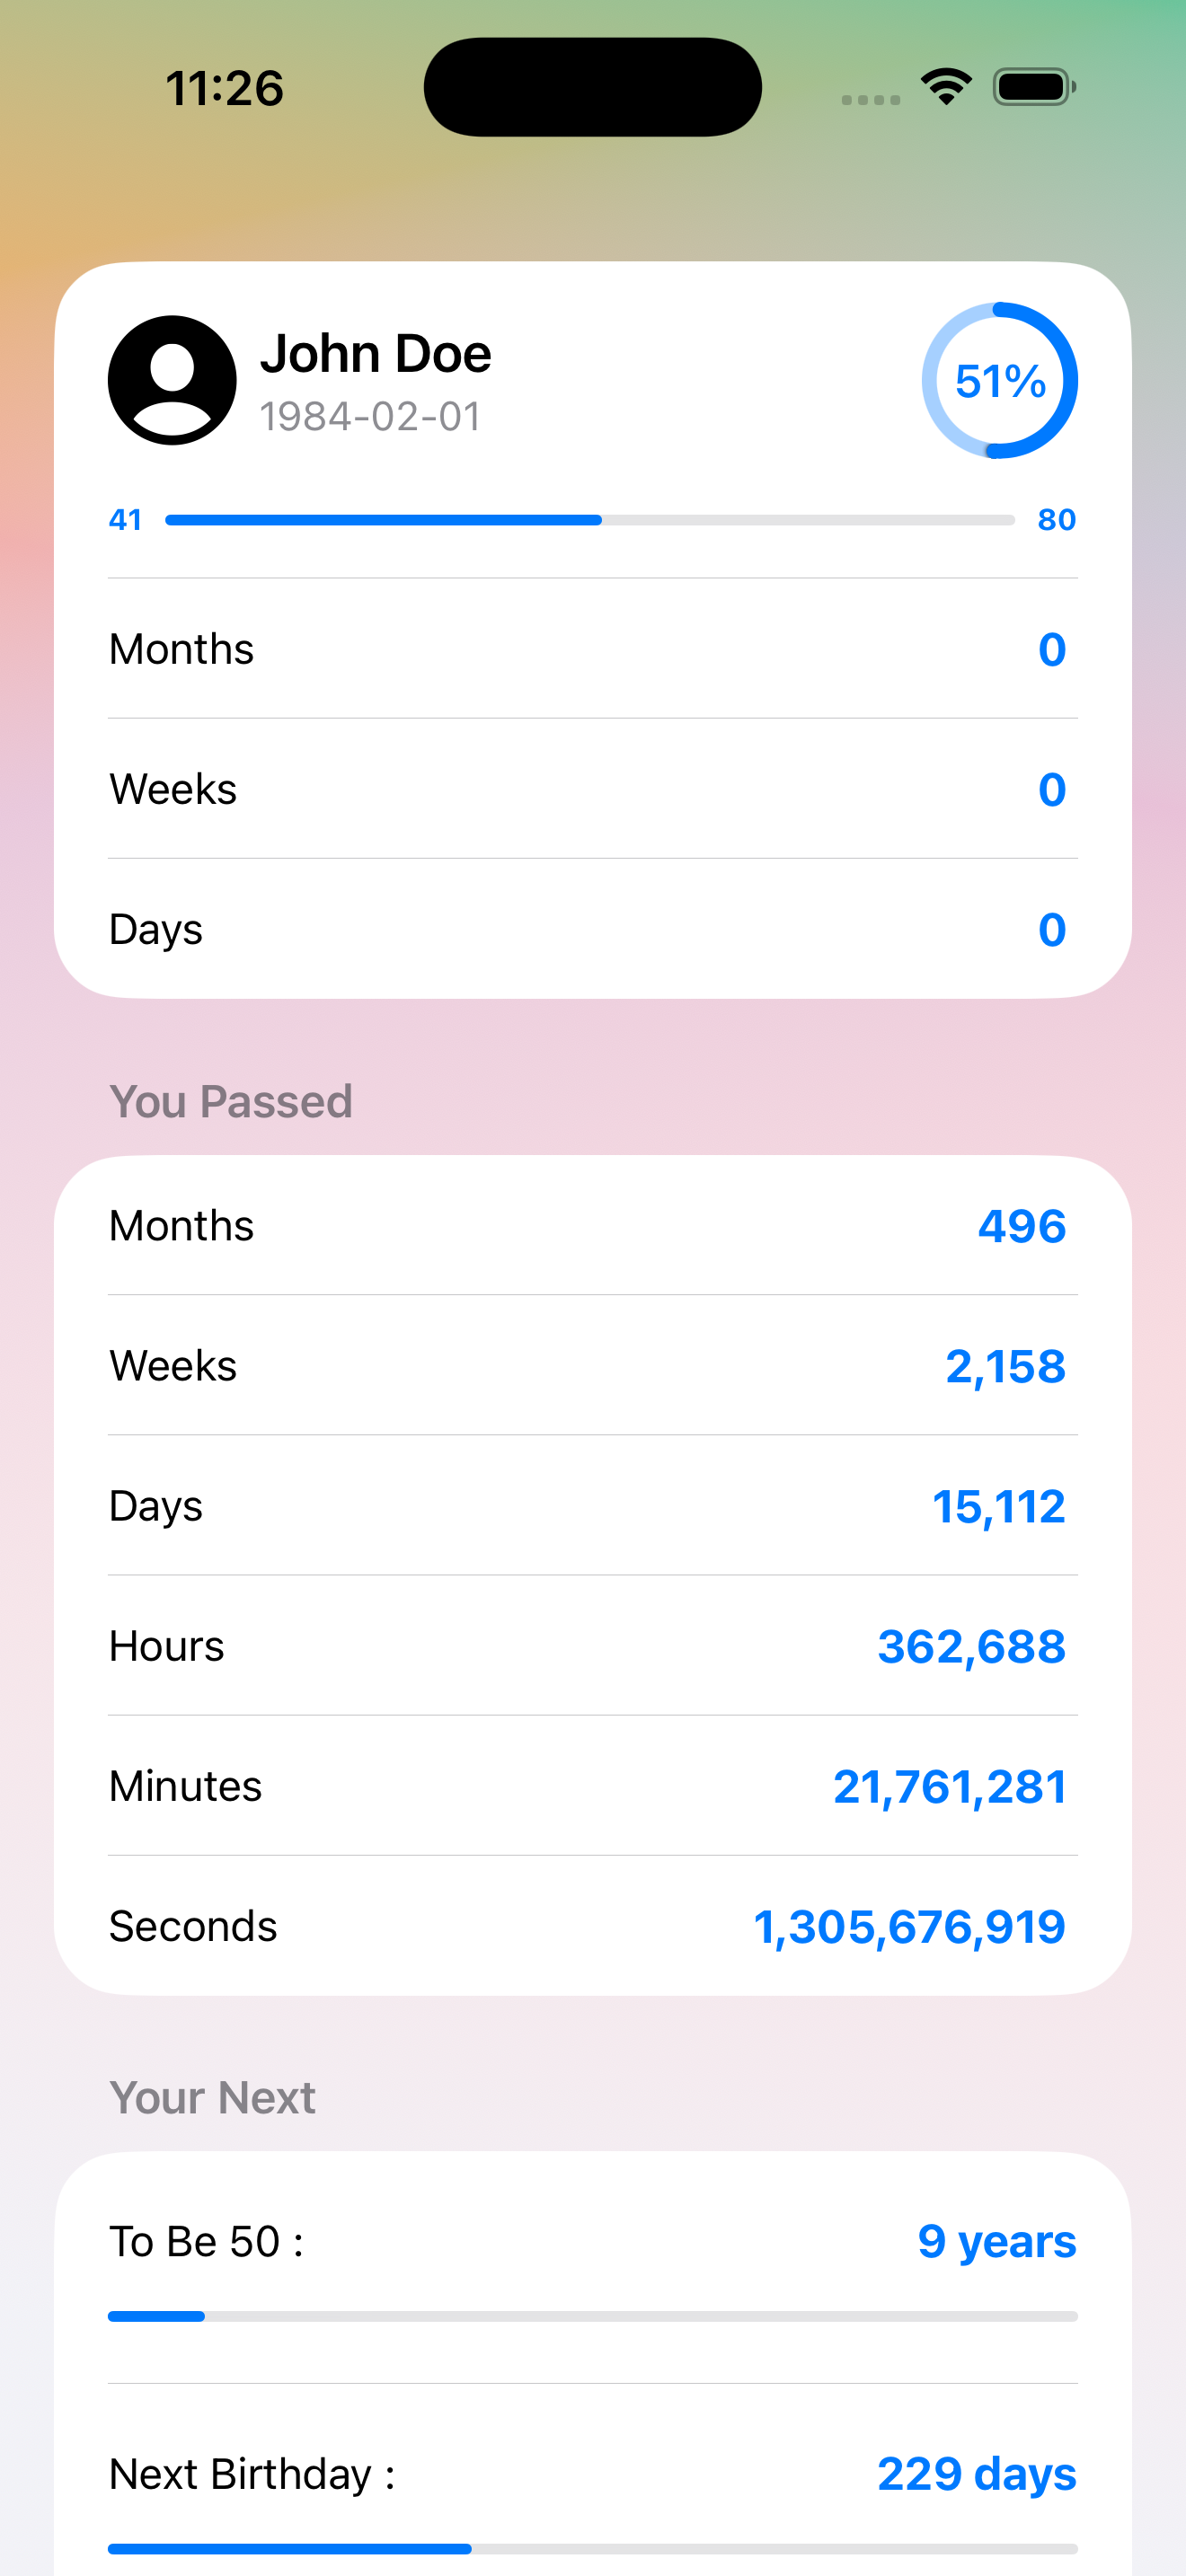 11:26
John Doe
1984-02-01
51%
41 80
Months 0
Weeks 0
Days 0
You Passed
Months 496
Weeks 2,158
Days 15,112
Hours 362,688
Minutes 21,761,281
Seconds 1,305,676,919
Your Next
To Be 50 : 9 years
Next Birthday : 229 days